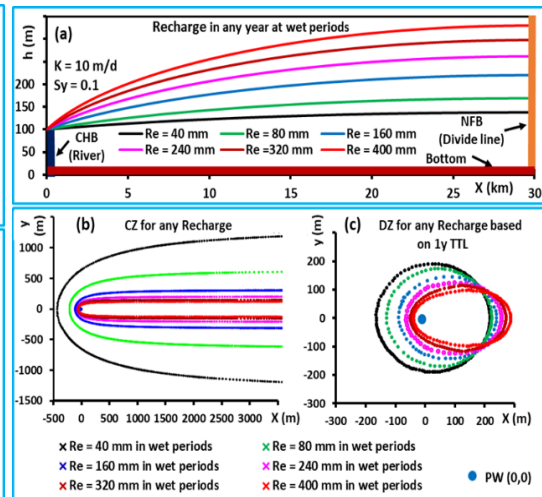 (a) Recharge in any year at wet periods
h (m)
K = 10 m/d
Sy = 0.1
200
150
100
50
0
CHB
(River)
Re = 40 mm
Re = 80 mm
Re = 160 mm
Re = 240 mm
Re =320 mm
Re = 400 mm
NFB
(Divide line)
Bottom
0 5 10 15 20 25 30
X (km)
y (m)
(b) CZ for any Recharge
1000
500
0
-500
-1000
-1500
-500 0 500 1000 1500 2000 2500 3000
X (m)
(c) DZ for any Recharge based
on 1y TTL
y (m)
300
200
100
0
-100
-200
-300
-300 -200 -100 0 100 200
X (m)
Re = 40 mm in wet periods
Re = 80 mm in wet periods
Re = 160 mm in wet periods
Re = 240 mm in wet periods
Re = 320 mm in wet periods
Re = 400 mm in wet periods
PW (0,0)